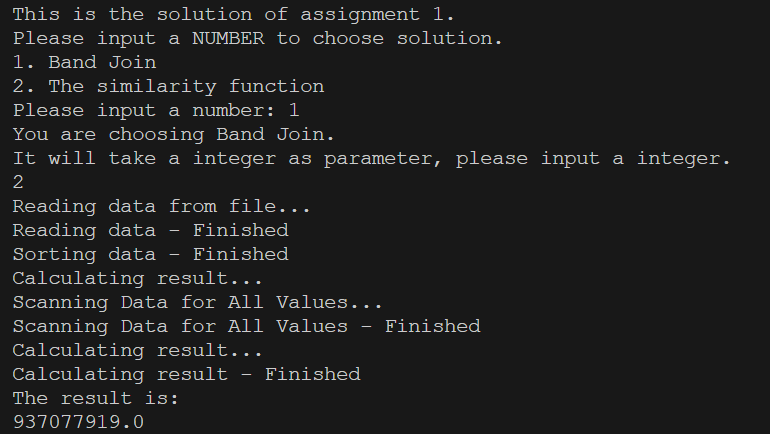 This is the solution of assignment 1.
Please input a NUMBER to choose solution.
1. Band Join
2. The similarity function
Please input a number: 1
You are choosing Band Join.
It will take a integer as parameter, please input a integer.
2
Reading data from file...
Reading data - Finished
Sorting data - Finished
Calculating result...
Scanning Data for All Values...
Scanning Data for All Values - Finished
Calculating result...
Calculating result - Finished
The result is:
937077919.0